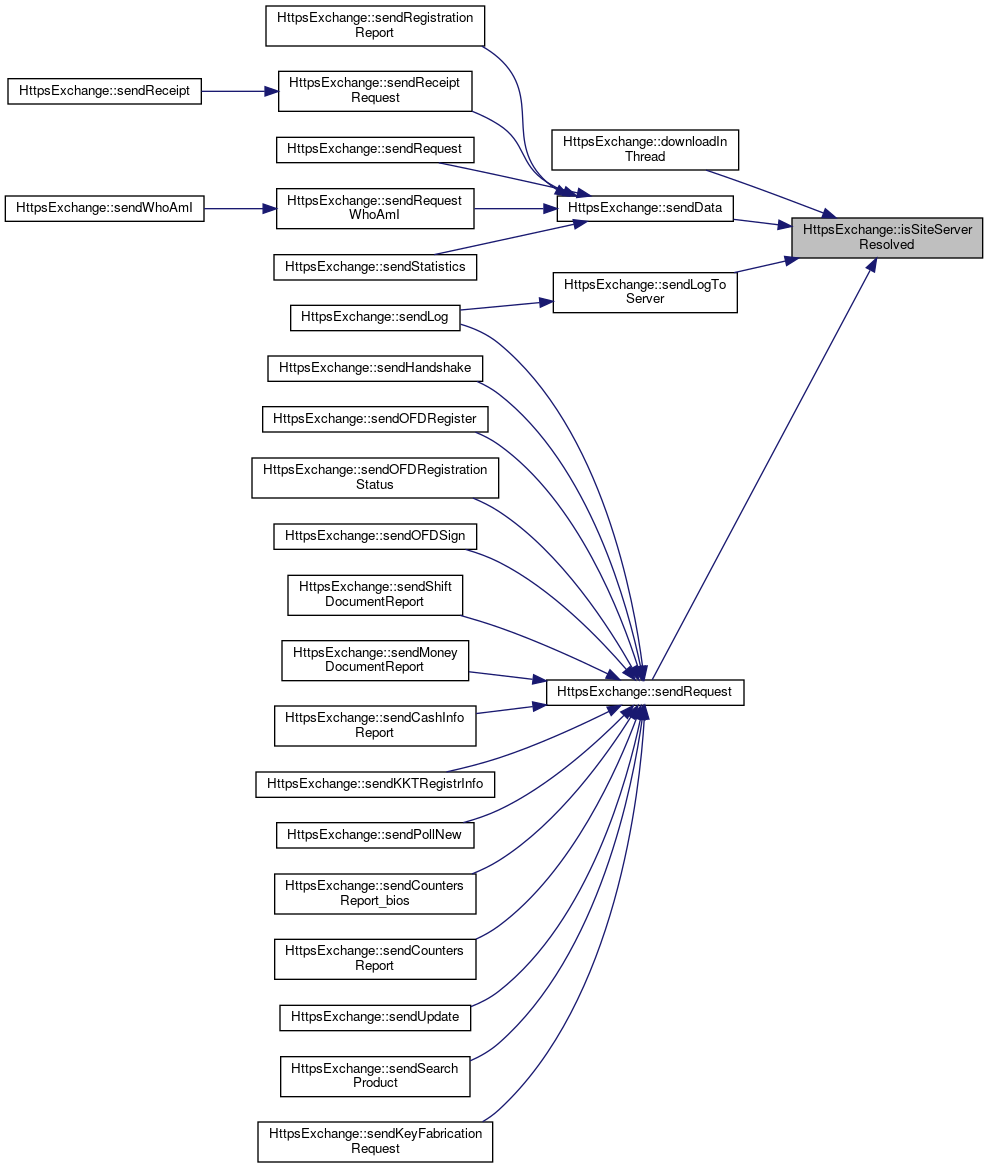 HttpsExchange::sendRegistration
Report
HttpsExchange::sendReceipt
Request
HttpsExchange::sendReceipt
HttpsExchange::downloadIn
Thread
HttpsExchange::sendRequest
HttpsExchange::sendRequest
WhoAmI
HttpsExchange::sendWhoAmI
HttpsExchange::sendData
HttpsExchange::isSiteServer
Resolved
HttpsExchange::sendStatistics
HttpsExchange::sendLogTo
Server
HttpsExchange::sendLog
HttpsExchange::sendHandshake
HttpsExchange::sendOFDRegister
HttpsExchange::sendOFDRegistration
Status
HttpsExchange::sendOFDSign
HttpsExchange::sendShift
DocumentReport
HttpsExchange::sendMoney
DocumentReport
HttpsExchange::sendRequest
HttpsExchange::sendCashInfo
Report
HttpsExchange::sendKKTRegistrInfo
HttpsExchange::sendPollNew
HttpsExchange::sendCounters
Report_bios
HttpsExchange::sendCounters
Report
HttpsExchange::sendUpdate
HttpsExchange::sendSearch
Product
HttpsExchange::sendKeyFabrication
Request